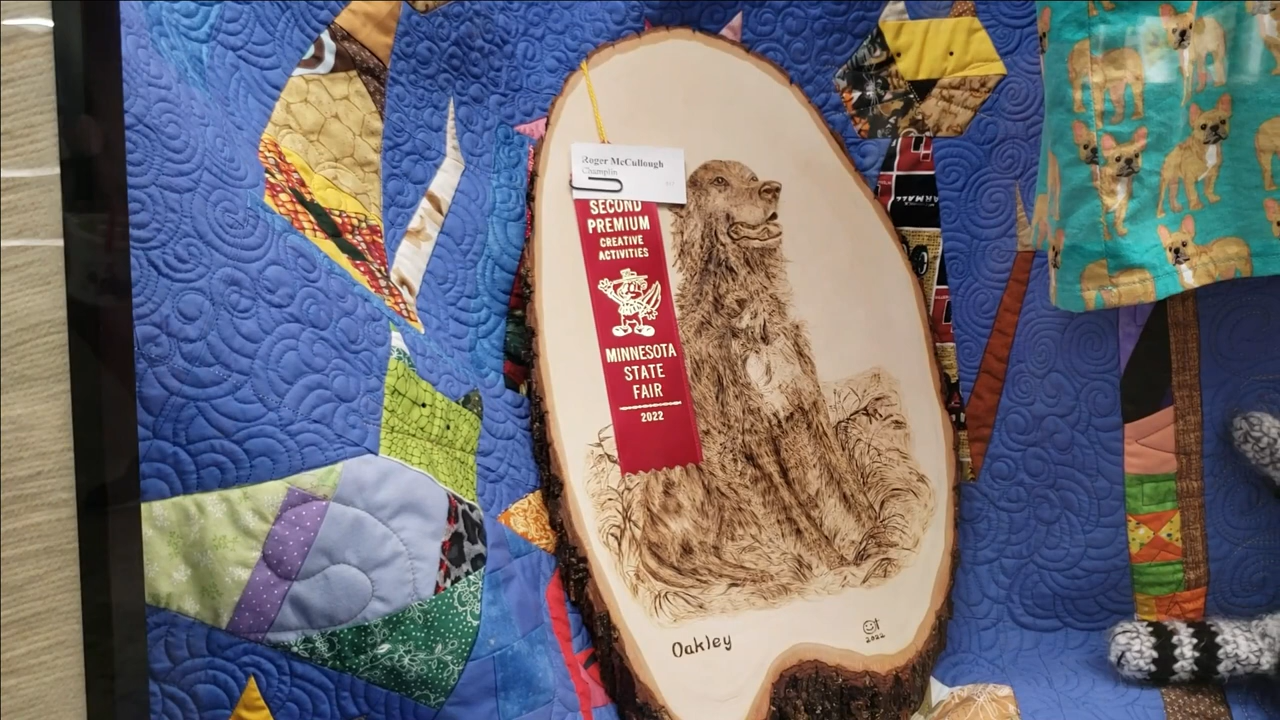 Roger McCullough
Champlin
SECOND
PREMIUM
CREATIVE
ACTIVITIES
MINNESOTA
STATE
FAIR
2022
Oakley
2022